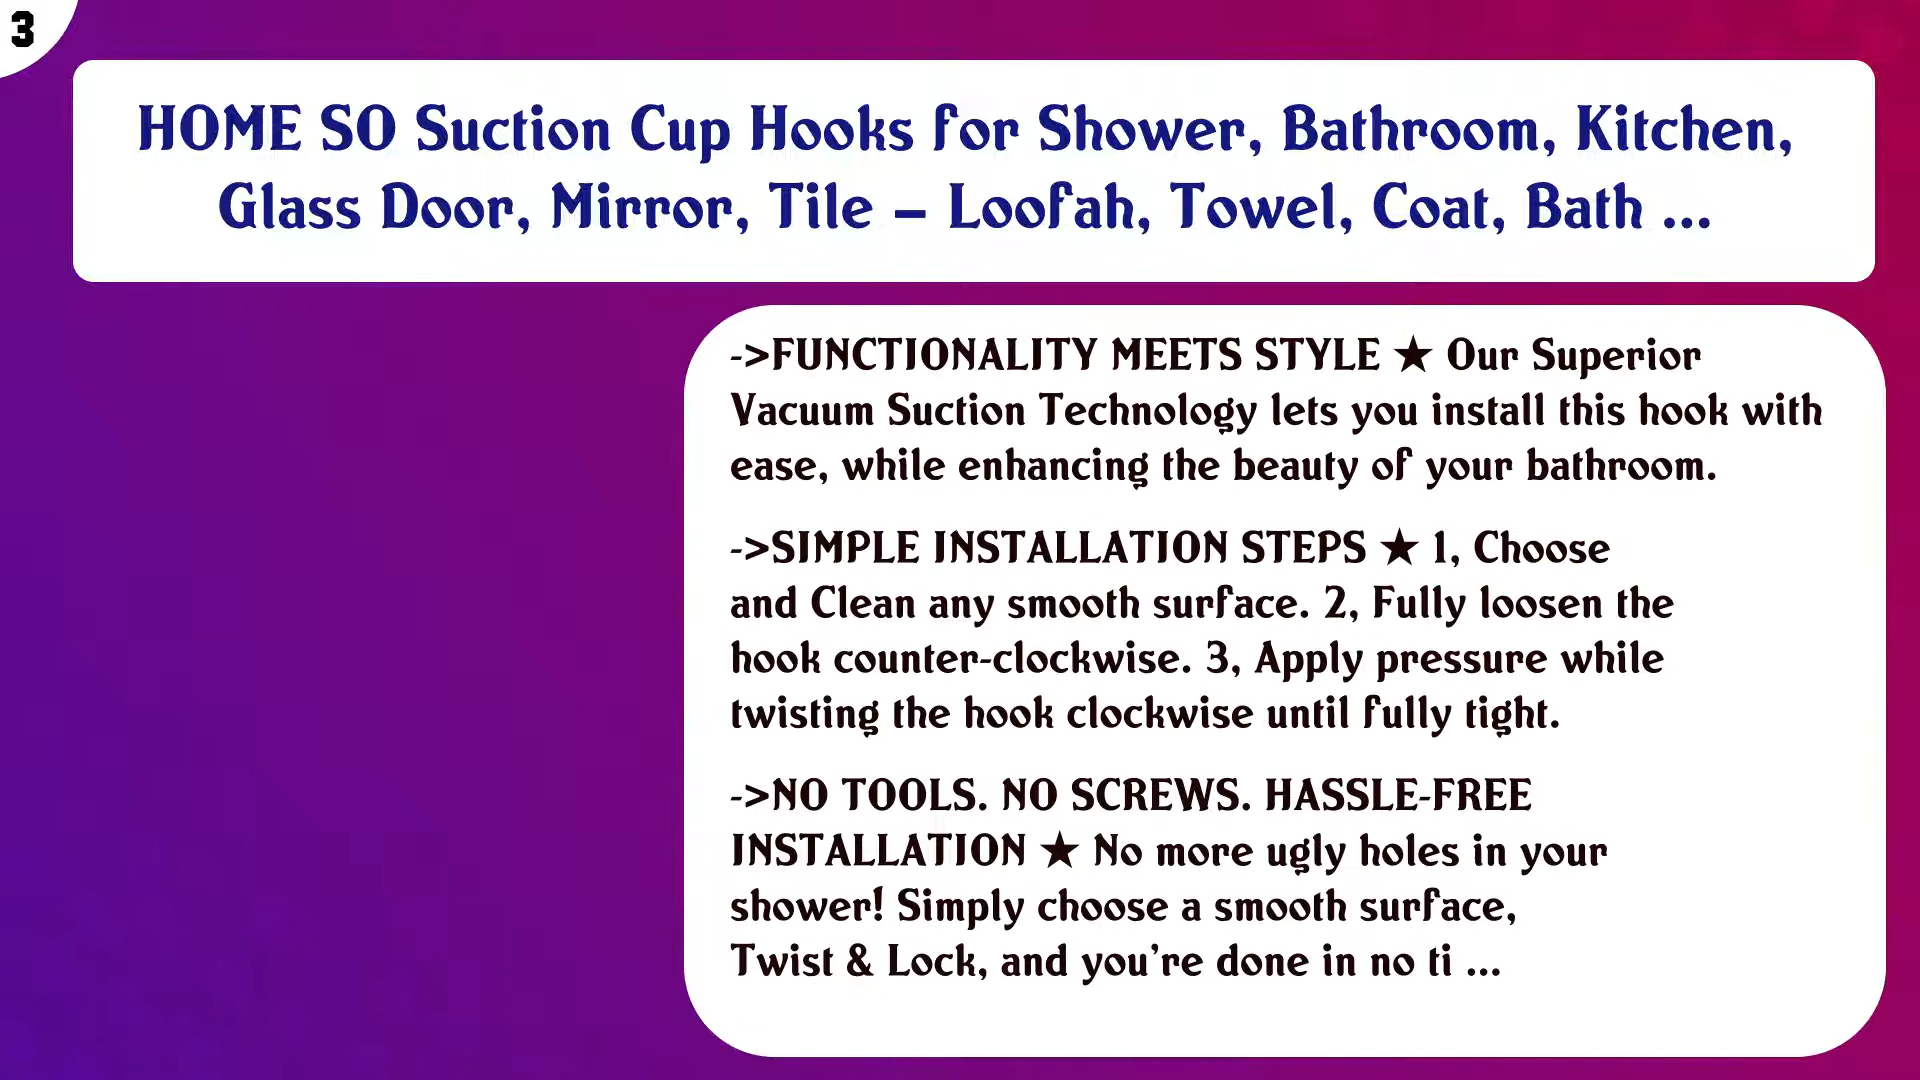 3
HOME SO Suction Cup Hooks for Shower, Bathroom, Kitchen,
Glass Door, Mirror, Tile – Loofah, Towel, Coat, Bath ...
->FUNCTIONALITY MEETS STYLE ★ Our Superior
Vacuum Suction Technology lets you install this hook with
ease, while enhancing the beauty of your bathroom.
->SIMPLE INSTALLATION STEPS ★ 1, Choose
and Clean any smooth surface. 2, Fully loosen the
hook counter-clockwise. 3, Apply pressure while
twisting the hook clockwise until fully tight.
->NO TOOLS. NO SCREWS. HASSLE-FREE
INSTALLATION ★ No more ugly holes in your
shower! Simply choose a smooth surface,
Twist & Lock, and you’re done in no ti ...